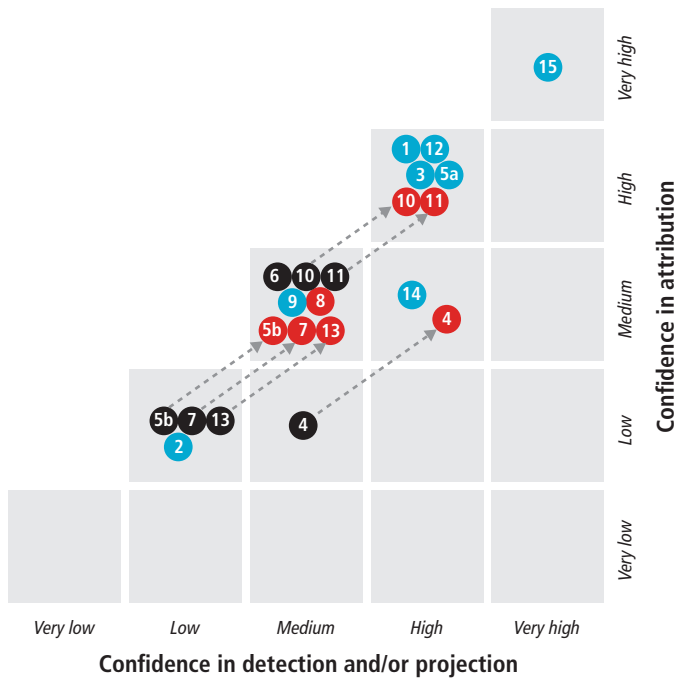 15
Very high
1 12
3 5a
10 11
High
6 10 11
9 8
5b 7 13
14
4
Medium
5b 7 13
2
4
Low
Very low
Confidence in attribution
Very low Low Medium High Very high
Confidence in detection and/or projection